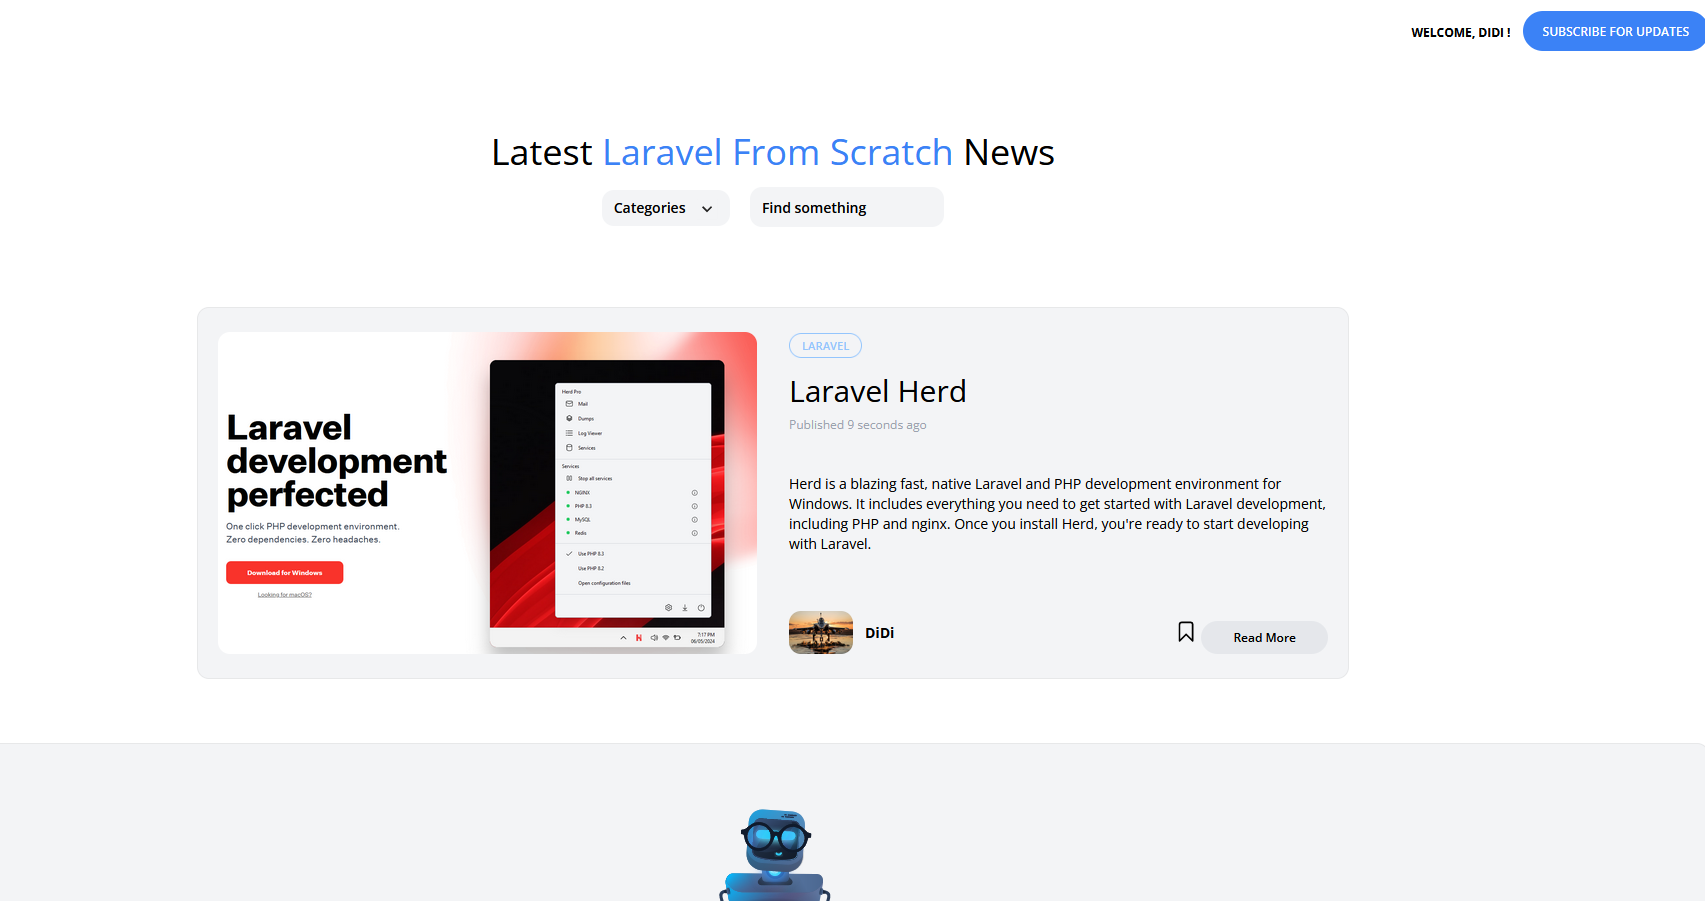 WELCOME, DIDI !
SUBSCRIBE FOR UPDATES
Latest Laravel From Scratch News
Categories
Find something
Laravel
development
perfected
One click PHP development environment.
Zero dependencies. Zero headaches.
Download for Windows
Looking for macOS?
Herd Pro
Mail
Dumps
Log Viewer
Services
Services
Stop all services
NGINX
PHP 8.3
MySQL
Redis
Use PHP 8.3
Use PHP 8.2
Open configuration files
7:17 PM
06/05/2024
LARAVEL
Laravel Herd
Published 9 seconds ago
Herd is a blazing fast, native Laravel and PHP development environment for
Windows. It includes everything you need to get started with Laravel development,
including PHP and nginx. Once you install Herd, you're ready to start developing
with Laravel.
DiDi
Read More